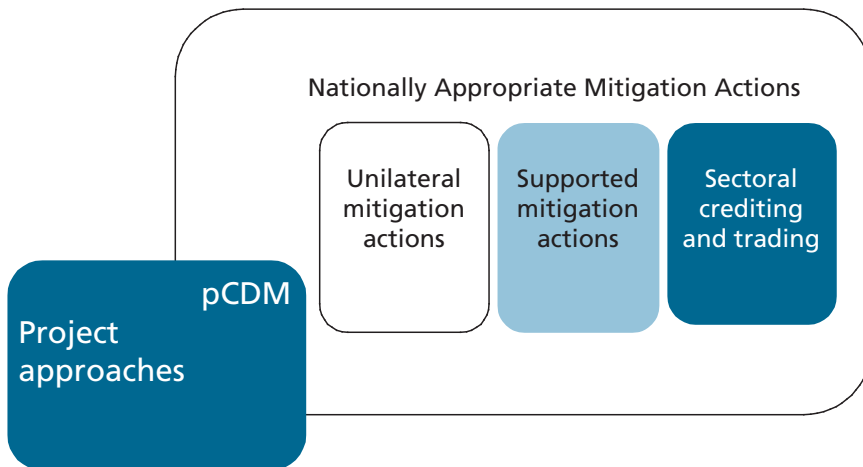 Nationally Appropriate Mitigation Actions
Unilateral
mitigation
actions
Supported
mitigation
actions
Sectoral
crediting
and trading
pCDM
Project
approaches